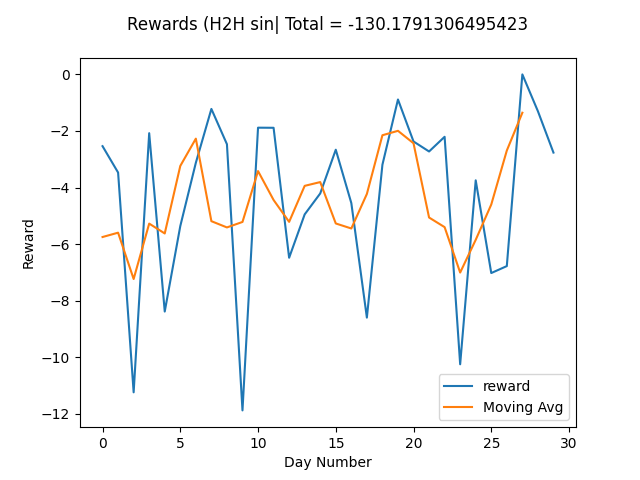 Rewards (H2H sin| Total = -130.1791306495423
0
−2
−4
−6
−8
−10
−12
Reward
0 5 10 15 20 25 30
Day Number
reward
Moving Avg